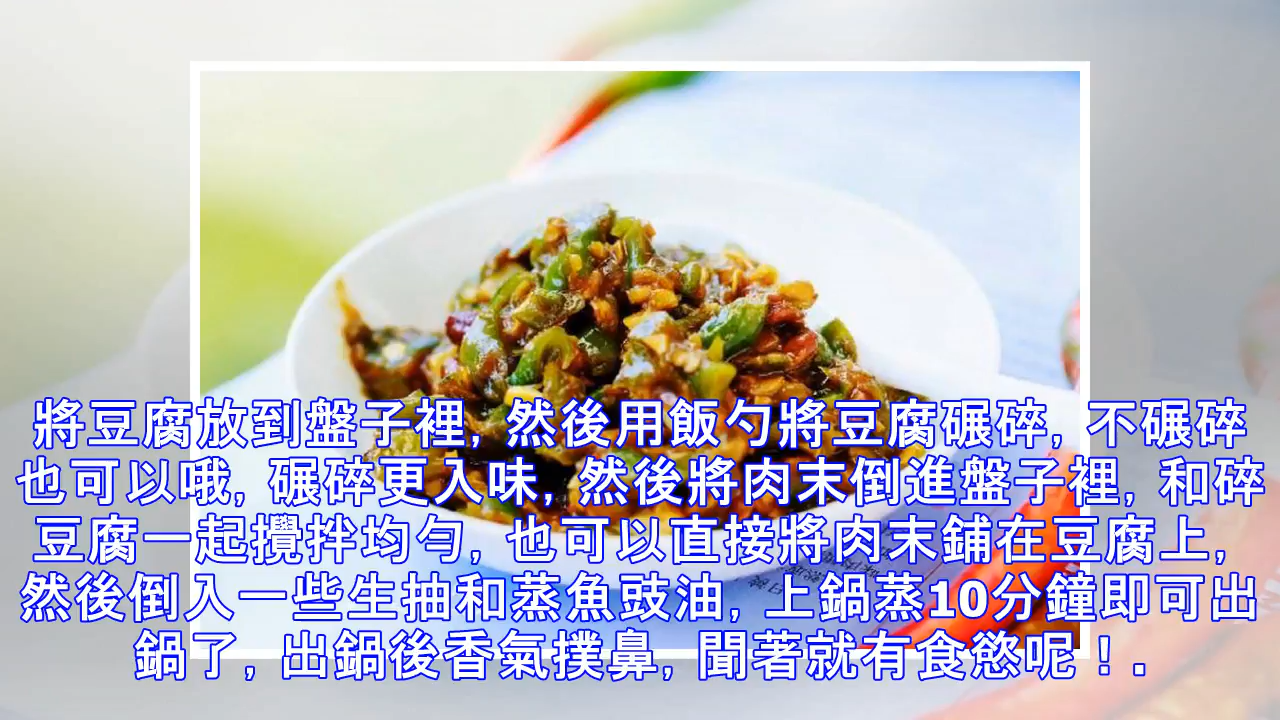 將豆腐放到盤子裡, 然後用飯勺將豆腐碾碎, 不碾碎
也可以哦, 碾碎更入味, 然後將肉末倒進盤子裡, 和碎
豆腐一起攪拌均勻, 也可以直接將肉末鋪在豆腐上,
然後倒入一些生抽和蒸魚豉油, 上鍋蒸10分鐘即可出
鍋了, 出鍋後香氣撲鼻, 聞著就有食慾呢！.